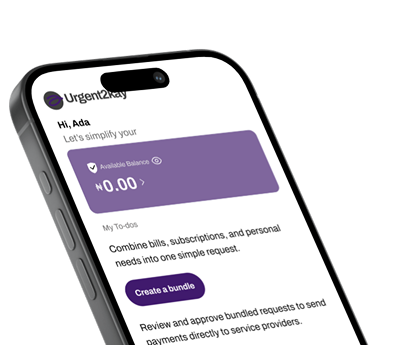 Urgent2kay
Hi, Ada
Let's simplify your
Available Balance
₦0.00
My To-dos
Combine bills, subscriptions, and personal
needs into one simple request.
Create a bundle
Review and approve bundled requests to send
payments directly to service providers.